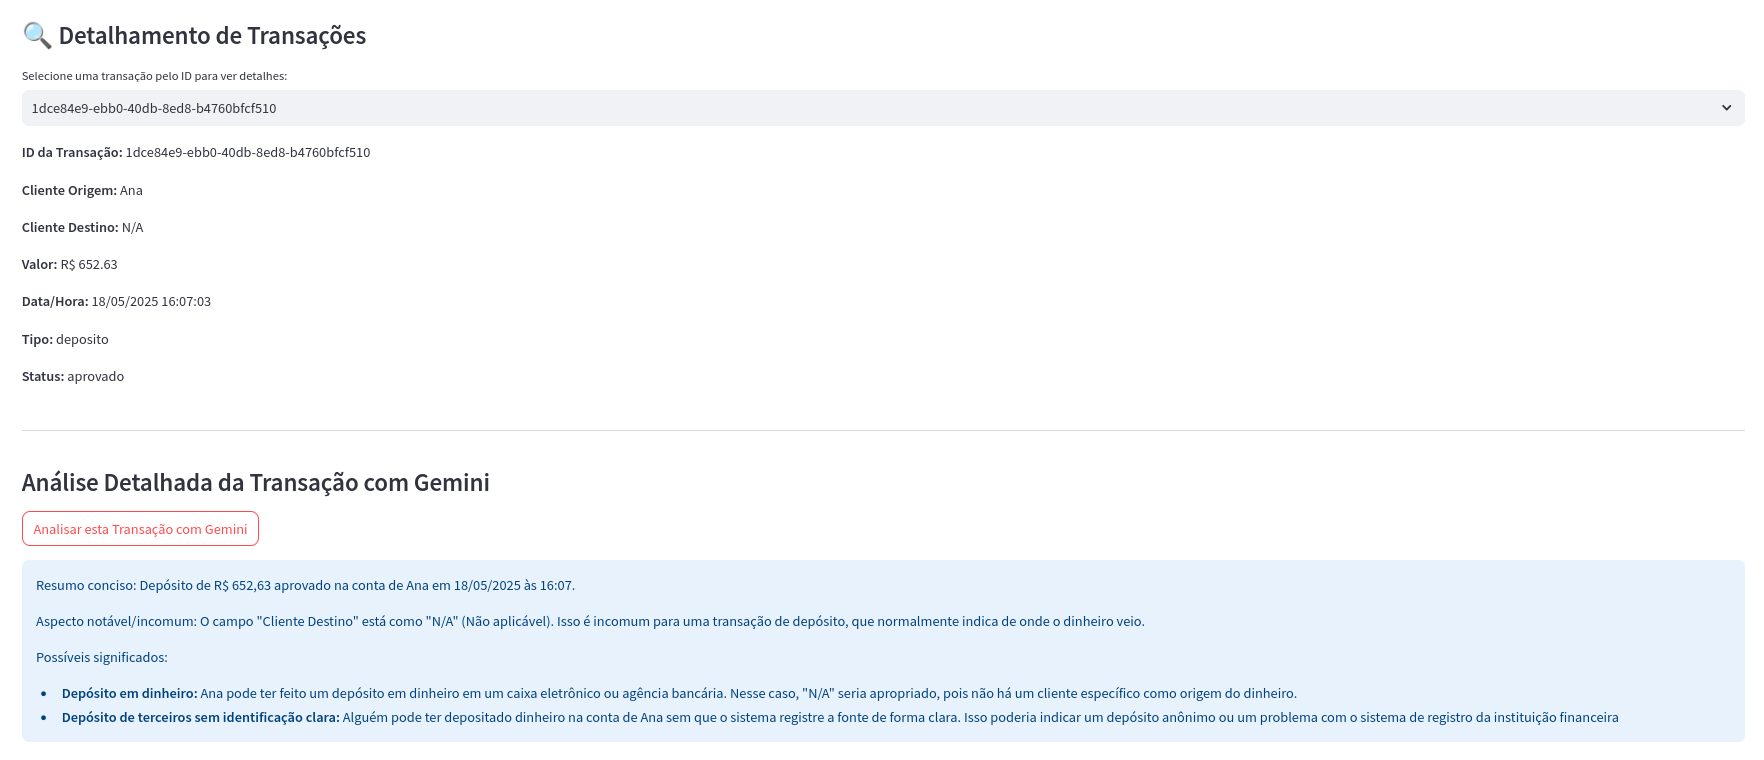 🔍 Detalhamento de Transações
Selecione uma transação pelo ID para ver detalhes:
1dce84e9-ebb0-40db-8ed8-b4760bfcf510
ID da Transação: 1dce84e9-ebb0-40db-8ed8-b4760bfcf510
Cliente Origem: Ana
Cliente Destino: N/A
Valor: R$ 652.63
Data/Hora: 18/05/2025 16:07:03
Tipo: deposito
Status: aprovado
Análise Detalhada da Transação com Gemini
Analisar esta Transação com Gemini
Resumo conciso: Depósito de R$ 652,63 aprovado na conta de Ana em 18/05/2025 às 16:07.
Aspecto notável/incomum: O campo "Cliente Destino" está como "N/A" (Não aplicável). Isso é incomum para uma transação de depósito, que normalmente indica de onde o dinheiro veio.
Possíveis significados:
• Depósito em dinheiro: Ana pode ter feito um depósito em dinheiro em um caixa eletrônico ou agência bancária. Nesse caso, "N/A" seria apropriado, pois não há um cliente específico como origem do dinheiro.
• Depósito de terceiros sem identificação clara: Alguém pode ter depositado dinheiro na conta de Ana sem que o sistema registre a fonte de forma clara. Isso poderia indicar um depósito anônimo ou um problema com o sistema de registro da instituição financeira